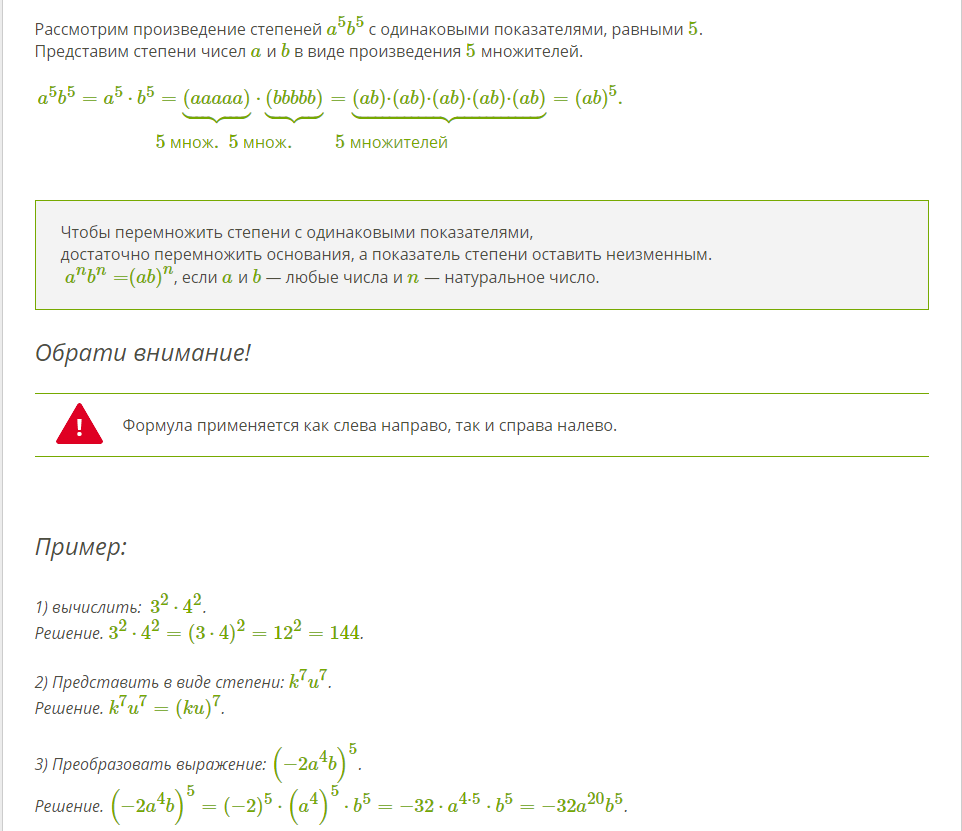 Рассмотрим произведение степеней a⁵b⁵ с одинаковыми показателями, равными 5.
Представим степени чисел a и b в виде произведения 5 множителей.
a⁵b⁵ = a⁵ · b⁵ = (aaaaa) · (bbbbb) = (ab)·(ab)·(ab)·(ab)·(ab) = (ab)⁵.
5 множ. 5 множ. 5 множителей
Чтобы перемножить степени с одинаковыми показателями,
достаточно перемножить основания, а показатель степени оставить неизменным.
aⁿbⁿ =(ab)ⁿ, если a и b — любые числа и n — натуральное число.
Обрати внимание!
! Формула применяется как слева направо, так и справа налево.
Пример:
1) вычислить: 3² · 4².
Решение. 3² · 4² = (3 · 4)² = 12² = 144.
2) Представить в виде степени: k⁷u⁷.
Решение. k⁷u⁷ = (ku)⁷.
3) Преобразовать выражение: (−2a⁴b)⁵.
Решение. (−2a⁴b)⁵ = (−2)⁵ · (a⁴)⁵ · b⁵ = −32 · a⁴·⁵ · b⁵ = −32a²⁰b⁵.